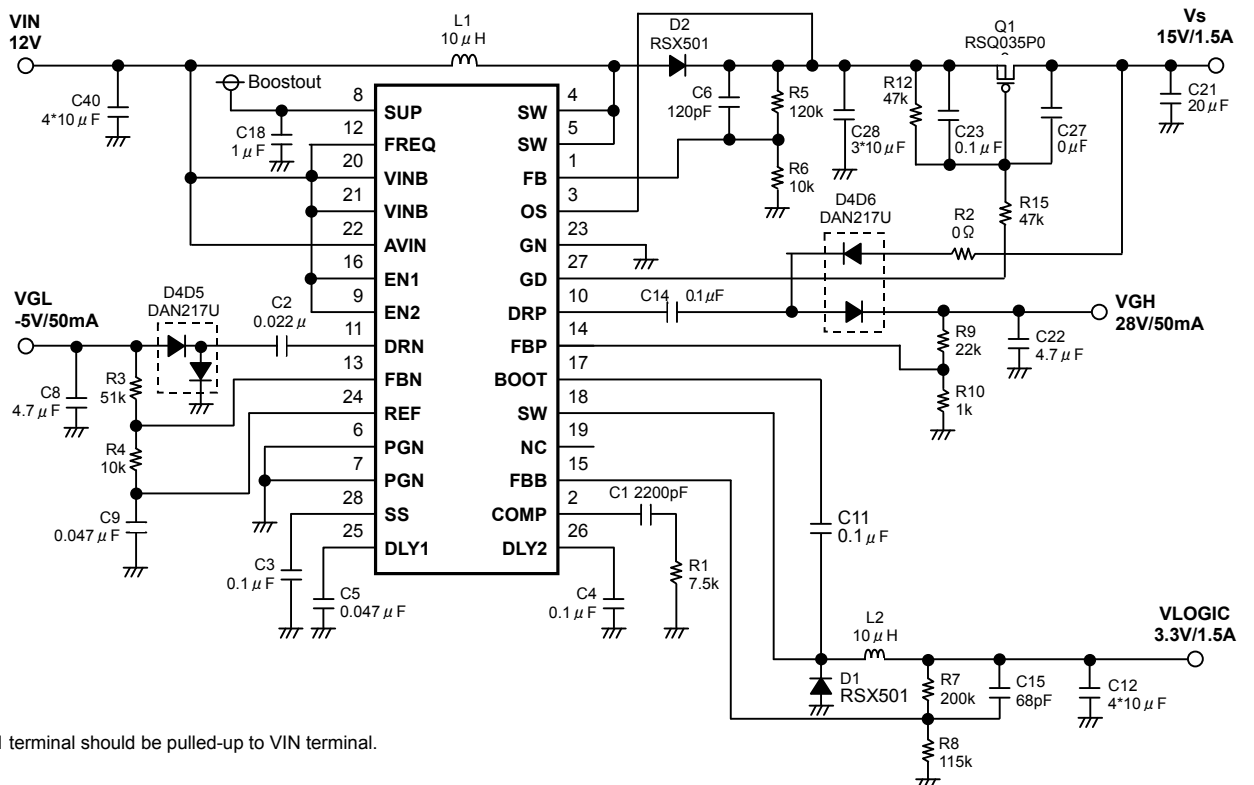 VIN
12V
L1
10μH
D2
RSX501
Q1
RSQ035P0
Vs
15V/1.5A
C40
4*10μF
Boostout
C18
1μF
C6
120pF
R5
120k
R6
10k
C28
3*10μF
R12
47k
C23
0.1μF
C27
0μF
C21
20μF
R15
47k
R2
0Ω
D4D6
DAN217U
8
SUP
12
FREQ
20
VINB
21
VINB
22
AVIN
16
EN1
9
EN2
11
DRN
13
FBN
24
REF
6
PGN
7
PGN
28
SS
25
DLY1
4
SW
5
SW
1
FB
3
OS
23
GN
27
GD
10
DRP
14
FBP
17
BOOT
18
SW
19
NC
15
FBB
2
COMP
26
DLY2
VGL
-5V/50mA
D4D5
DAN217U
C2
0.022μ
C8
4.7μF
R3
51k
R4
10k
C9
0.047μF
C3
0.1μF
C5
0.047μF
C14
0.1μF
VGH
28V/50mA
R9
22k
C22
4.7μF
R10
1k
C1 2200pF
R1
7.5k
C4
0.1μF
C11
0.1μF
L2
10μH
VLOGIC
3.3V/1.5A
D1
RSX501
R7
200k
C15
68pF
C12
4*10μF
R8
115k
terminal should be pulled-up to VIN terminal.